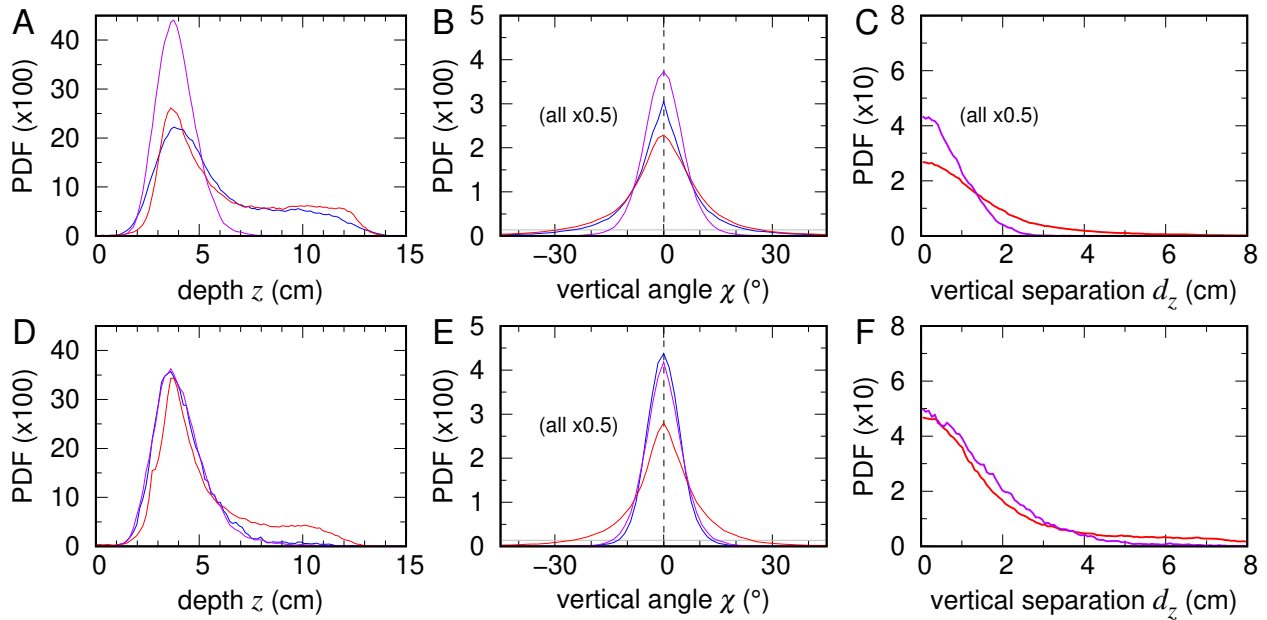 A
PDF (x100)
40
30
20
10
0
0 5 10 15
depth z (cm)
B
PDF (x100)
5
4
3
2
1
0
(all x0.5)
−30 0 30
vertical angle χ (°)
C
PDF (x10)
8
6
4
2
0
(all x0.5)
0 2 4 6 8
vertical separation dz (cm)
D
PDF (x100)
40
30
20
10
0
0 5 10 15
depth z (cm)
E
PDF (x100)
5
4
3
2
1
0
(all x0.5)
−30 0 30
vertical angle χ (°)
F
PDF (x10)
8
6
4
2
0
0 2 4 6 8
vertical separation dz (cm)